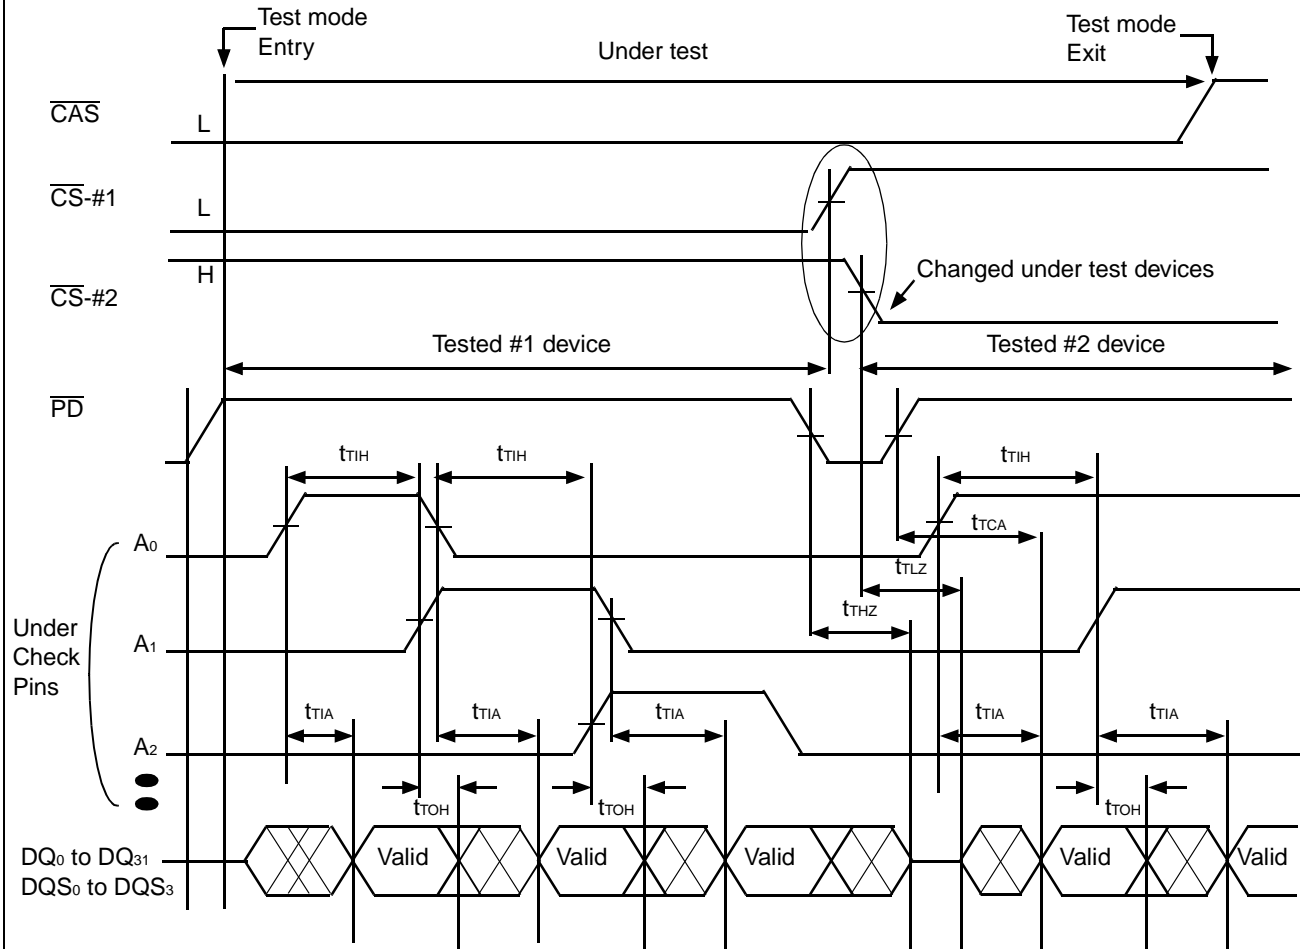 Test mode
Entry
Under test
Test mode
Exit
CAS
L
CS-#1
L
CS-#2
H
Changed under test devices
Tested #1 device
Tested #2 device
PD
tTIH
tTIH
tTIH
A0
tTCA
tTLZ
tTHZ
Under
Check
Pins
A1
tTIA
tTIA
tTIA
tTIA
tTIA
A2
tTOH
tTOH
tTOH
DQ0 to DQ31
DQS0 to DQS3
Valid
Valid
Valid
Valid
Valid